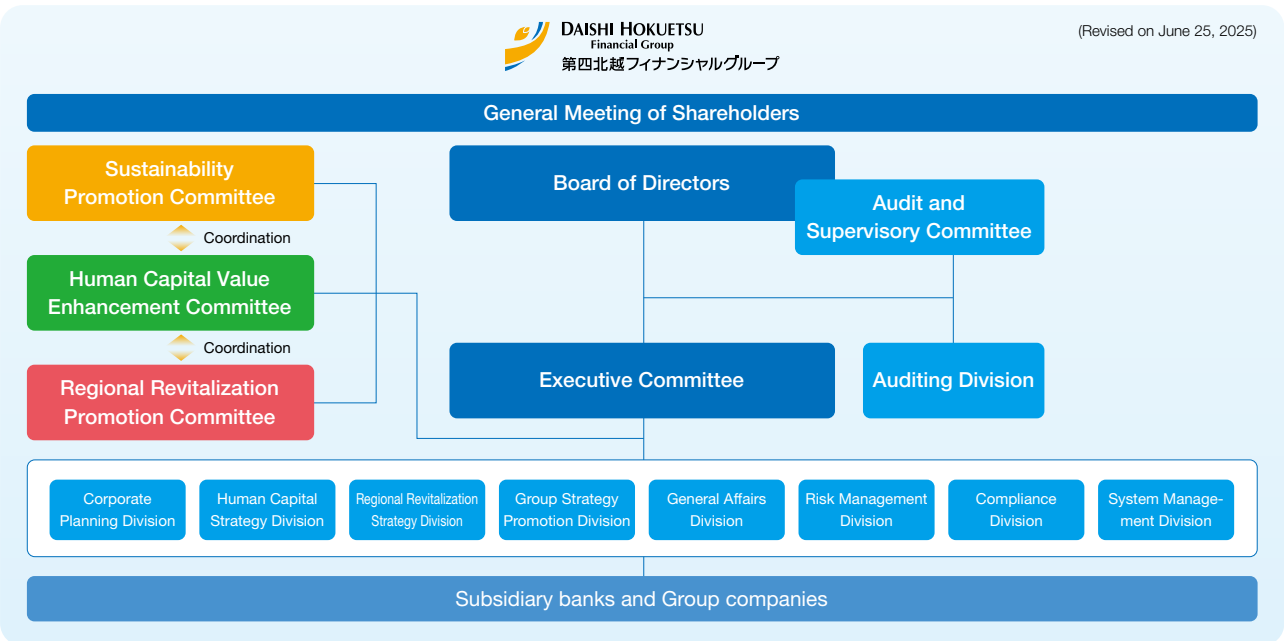 DAISHI HOKUETSU
Financial Group
第四北越フィナンシャルグループ
(Revised on June 25, 2025)
General Meeting of Shareholders
Sustainability
Promotion Committee
Coordination
Human Capital Value
Enhancement Committee
Coordination
Regional Revitalization
Promotion Committee
Board of Directors
Audit and
Supervisory Committee
Executive Committee
Auditing Division
Corporate
Planning Division
Human Capital
Strategy Division
Regional Revitalization
Strategy Division
Group Strategy
Promotion Division
General Affairs
Division
Risk Management
Division
Compliance
Division
System Manage-
ment Division
Subsidiary banks and Group companies